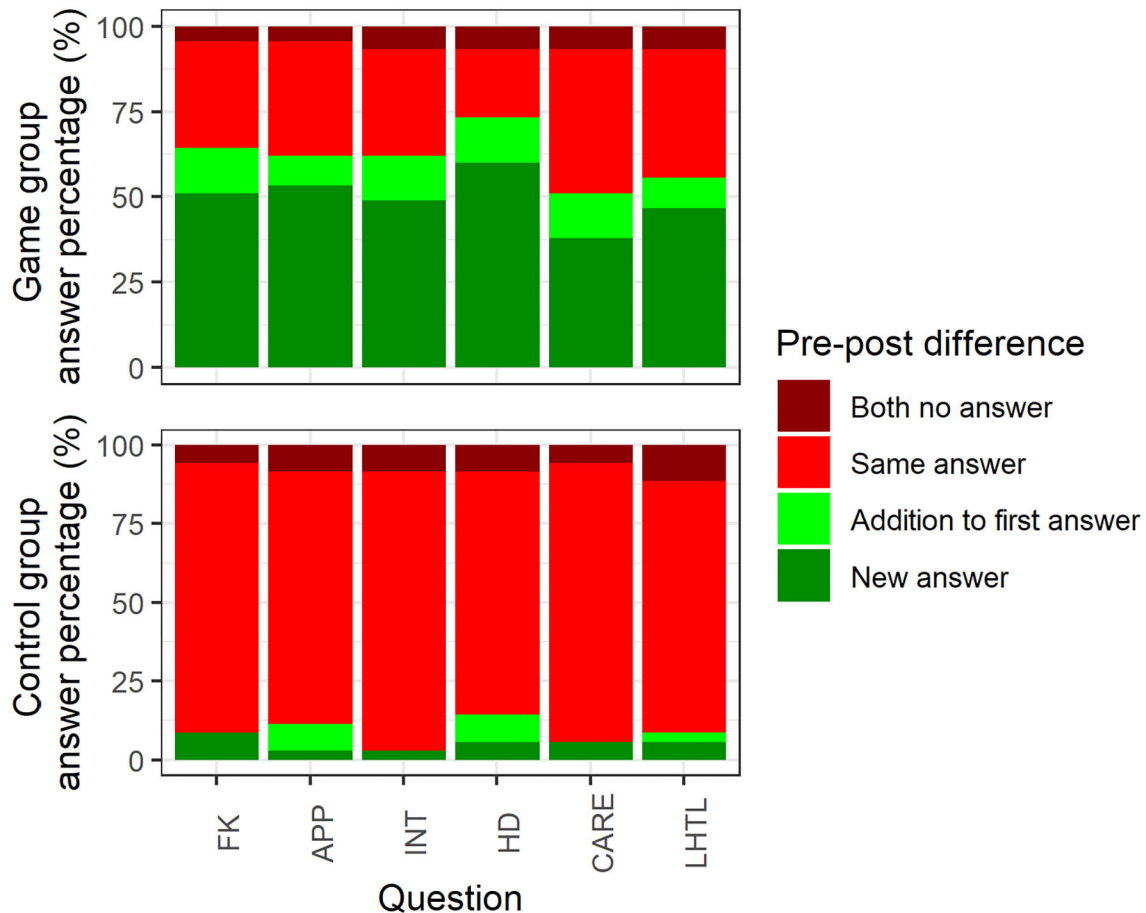 Game group
answer percentage (%)
100
75
50
25
0
Control group
answer percentage (%)
100
75
50
25
0
FK
APP
INT
HD
CARE
LHTL
Question
Pre-post difference
Both no answer
Same answer
Addition to first answer
New answer